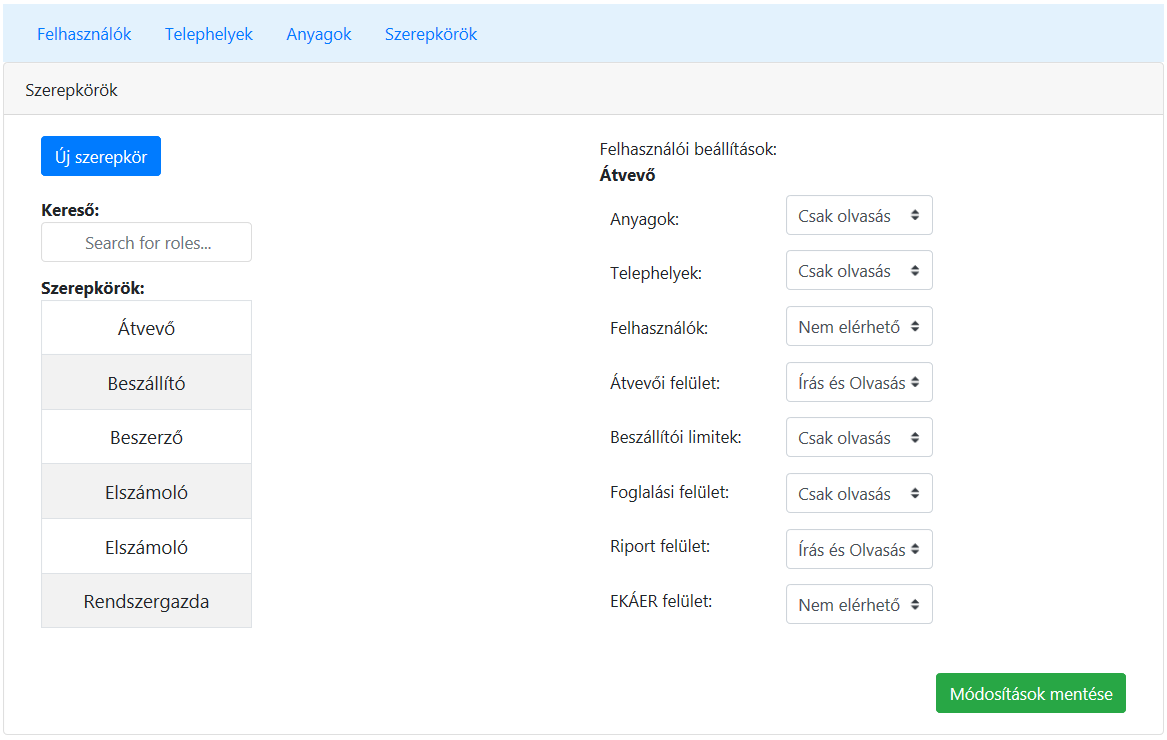 Felhasználók Telephelyek Anyagok Szerepkörök
Szerepkörök
Új szerepkör
Kereső:
Search for roles...
Szerepkörök:
Átvevő
Beszállító
Beszerző
Elszámoló
Elszámoló
Rendszergazda
Felhasználói beállítások:
Átvevő
Anyagok: Csak olvasás
Telephelyek: Csak olvasás
Felhasználók: Nem elérhető
Átvevői felület: Írás és Olvasás
Beszállítói limitek: Csak olvasás
Foglalási felület: Csak olvasás
Riport felület: Írás és Olvasás
EKÁER felület: Nem elérhető
Módosítások mentése